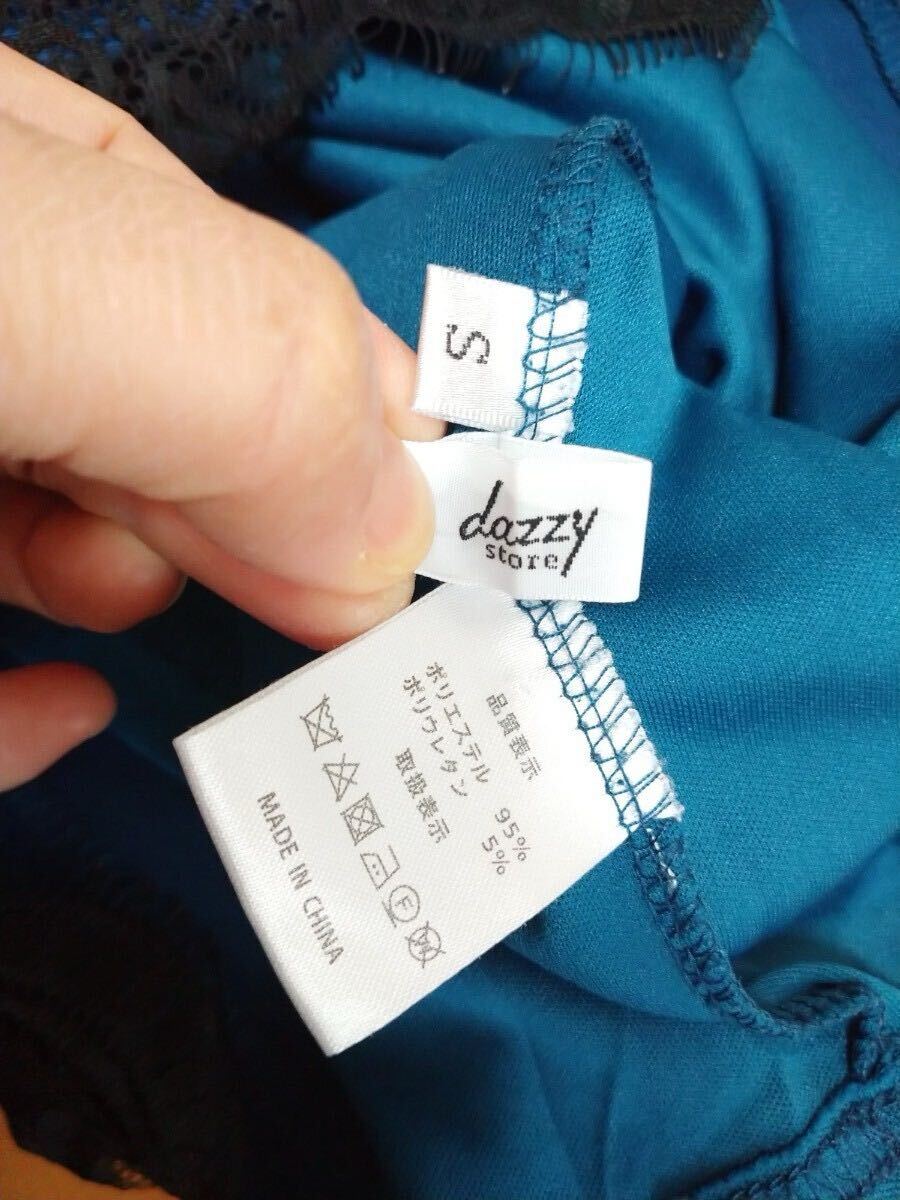 S
dazzy
store
品質表示
ポリエステル 95%
ポリウレタン 5%
取扱表示
F
MADE IN CHINA